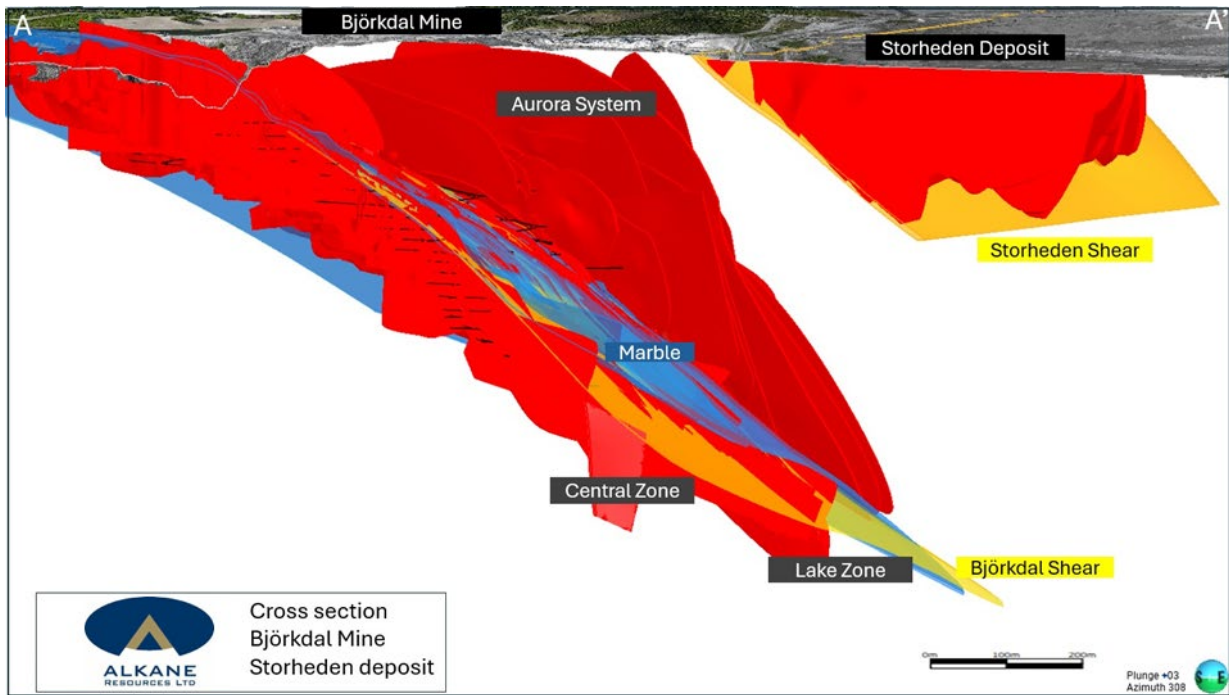 A
Björkdal Mine
A'
Storheden Deposit
Aurora System
Storheden Shear
Marble
Central Zone
Lake Zone
Björkdal Shear
ALKANE
RESOURCES LTD
Cross section
Björkdal Mine
Storheden deposit
0m 100m 200m
Plunge +03
Azimuth 308
S E